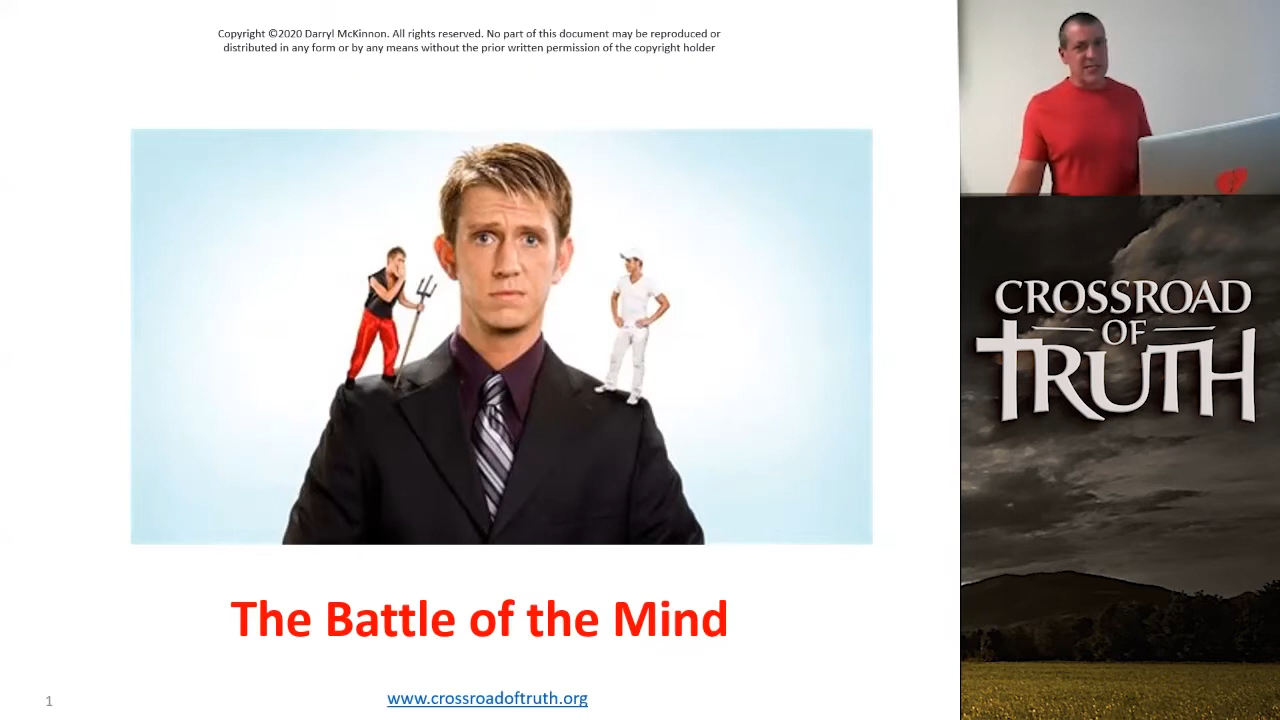 Copyright ©2020 Darryl McKinnon. All rights reserved. No part of this document may be reproduced or
distributed in any form or by any means without the prior written permission of the copyright holder
The Battle of the Mind
1
www.crossroadoftruth.org
CROSSROAD
OF
TRUTH